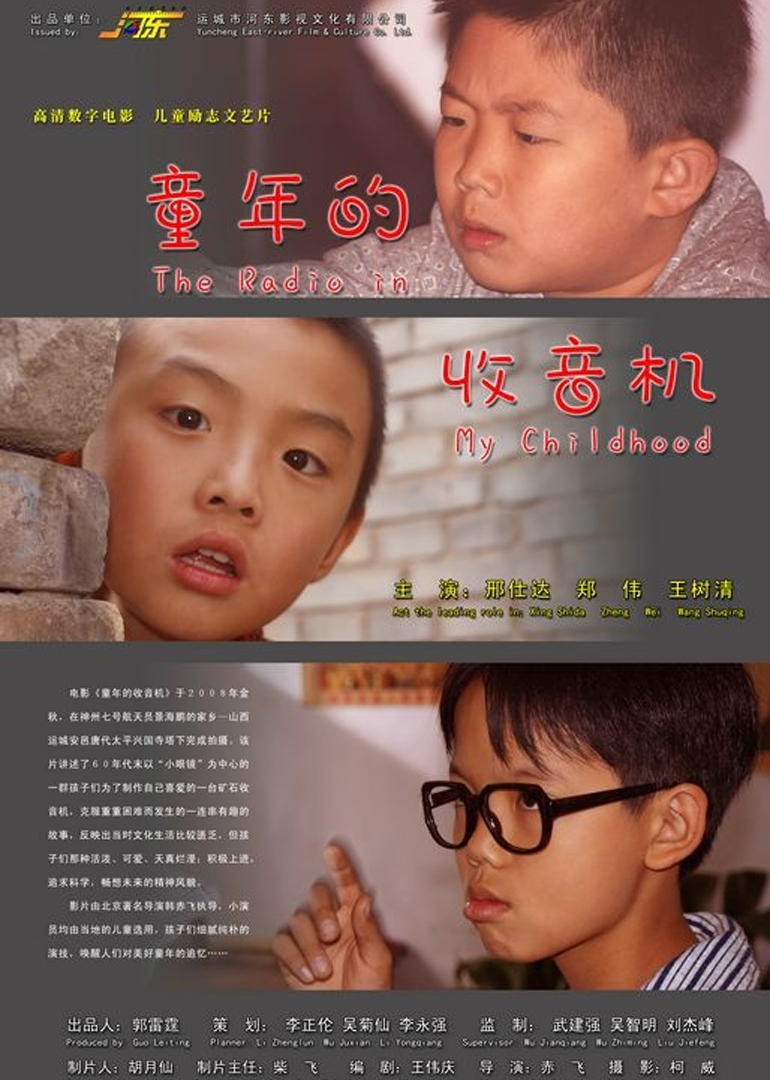 出品单位：
河东
运城市河东影视文化有限公司
Issued by:
Yuncheng East-river Film & Culture Co. Ltd.
高清数字电影 儿童励志文艺片
童年的
The Radio in
收音机
My Childhood
主 演：邢仕达 郑 伟 王树清
Act the leading role in: Xing Shida Zheng Wei Wang Shuqing
电影《童年的收音机》于2008年金
秋，在神州七号航天员景海鹏的家乡—山西
运城安邑唐代太平兴国寺塔下完成拍摄。该
片讲述了60年代末以“小眼镜”为中心的
一群孩子们为了制作自己喜爱的一台矿石收
音机，克服重重困难而发生的一连串有趣的
故事，反映出当时文化生活比较匮乏，但孩
子们那种活泼、可爱、天真烂漫；积极上进，
追求科学，畅想未来的精神风貌。
影片由北京著名导演韩赤飞执导，小演
员均由当地的儿童选用，孩子们细腻纯朴的
演技，唤醒人们对美好童年的追忆……
出品人：郭雷霆 策 划：李正伦 吴菊仙 李永强 监 制：武建强 吴智明 刘杰峰
Produced by Guo Leiting Planner Li Zhenglun Wu Juxian Li Yongqiang Supervisor Wu Jianqiang Wu Zhiming Liu Jiefeng
制片人：胡月仙 制片主任：柴 飞 编 剧：王伟庆 导 演：赤 飞 摄 影：柯 威